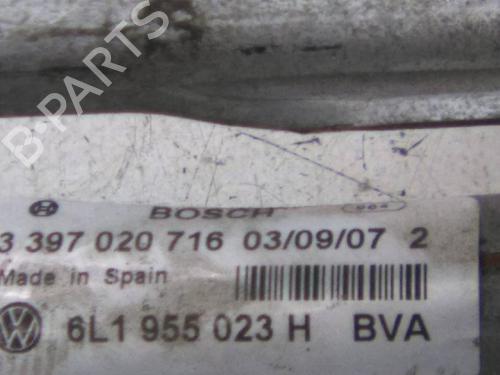 B-PARTS
BOSCH
3 397 020 716 03/09/07 2
Made in Spain
6L1 955 023 H BVA